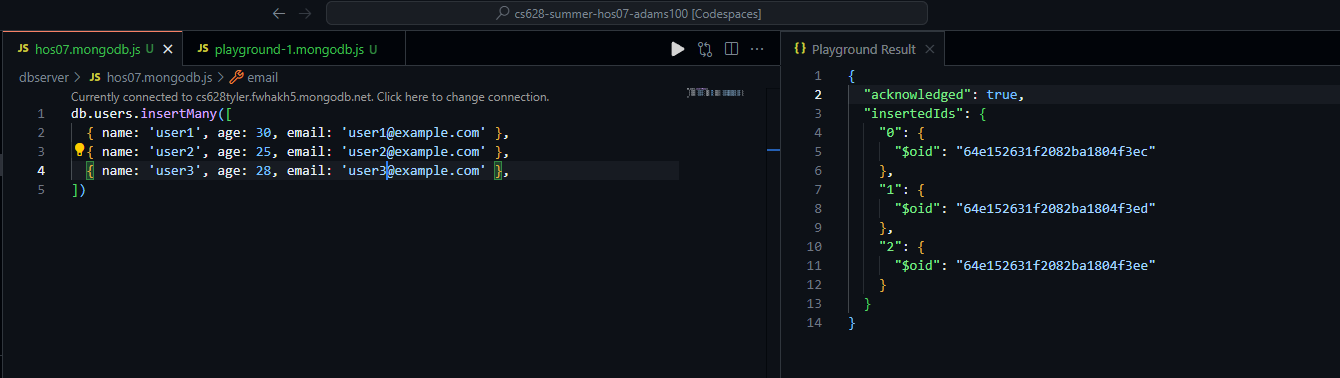 cs628-summer-hos07-adams100 [Codespaces]
JS hos07.mongodb.js U
JS playground-1.mongodb.js U
dbserver > JS hos07.mongodb.js > email
Currently connected to cs628tyler.fwhakh5.mongodb.net. Click here to change connection.
1 db.users.insertMany([
2 { name: 'user1', age: 30, email: 'user1@example.com' },
3 { name: 'user2', age: 25, email: 'user2@example.com' },
4 { name: 'user3', age: 28, email: 'user3@example.com' },
5 ])
{} Playground Result
1 {
2 "acknowledged": true,
3 "insertedIds": {
4 "0": {
5 "$oid": "64e152631f2082ba1804f3ec"
6 },
7 "1": {
8 "$oid": "64e152631f2082ba1804f3ed"
9 },
10 "2": {
11 "$oid": "64e152631f2082ba1804f3ee"
12 }
13 }
14 }